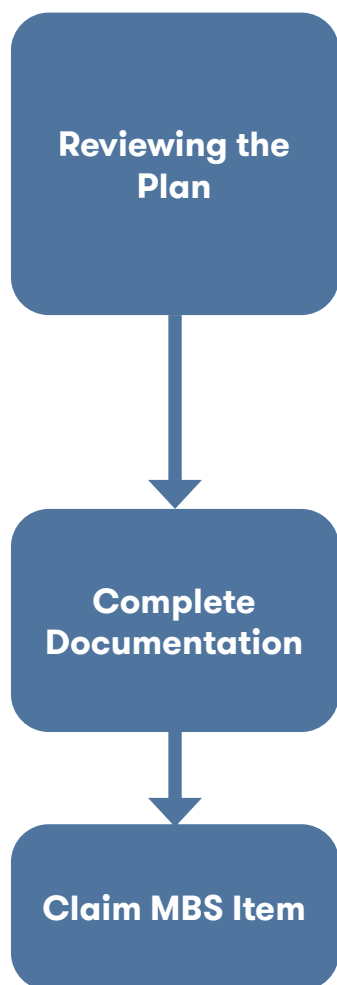 Reviewing the
Plan
Complete
Documentation
Claim MBS Item